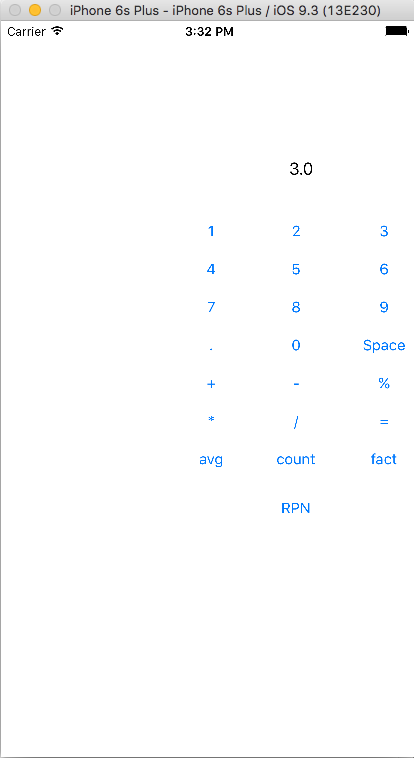 iPhone 6s Plus - iPhone 6s Plus / iOS 9.3 (13E230)
Carrier 3:32 PM
3.0
1 2 3
4 5 6
7 8 9
. 0 Space
+ - %
* / =
avg count fact
RPN